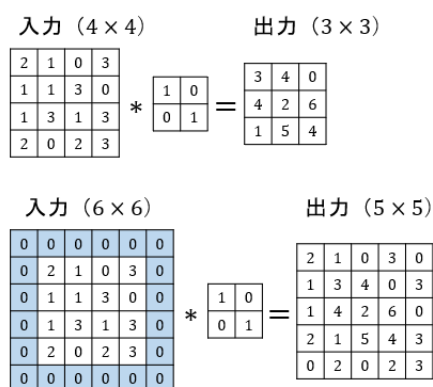 入力（4 × 4） 出力（3 × 3）
2 1 0 3
1 1 3 0
1 3 1 3
2 0 2 3
*
1 0
0 1
=
3 4 0
4 2 6
1 5 4
入力（6 × 6） 出力（5 × 5）
0 0 0 0 0 0
0 2 1 0 3 0
0 1 1 3 0 0
0 1 3 1 3 0
0 2 0 2 3 0
0 0 0 0 0 0
*
1 0
0 1
=
2 1 0 3 0
1 3 4 0 3
1 4 2 6 0
2 1 5 4 3
0 2 0 2 3